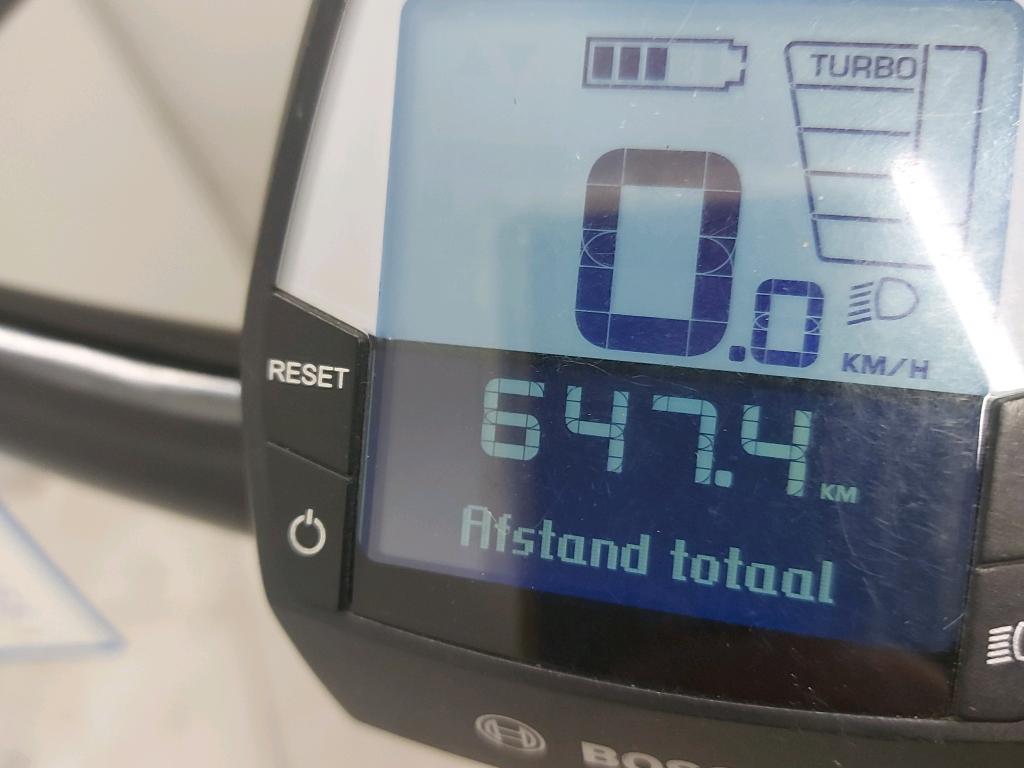 TURBO
0.0
KM/H
RESET
647.4 KM
Afstand totaal